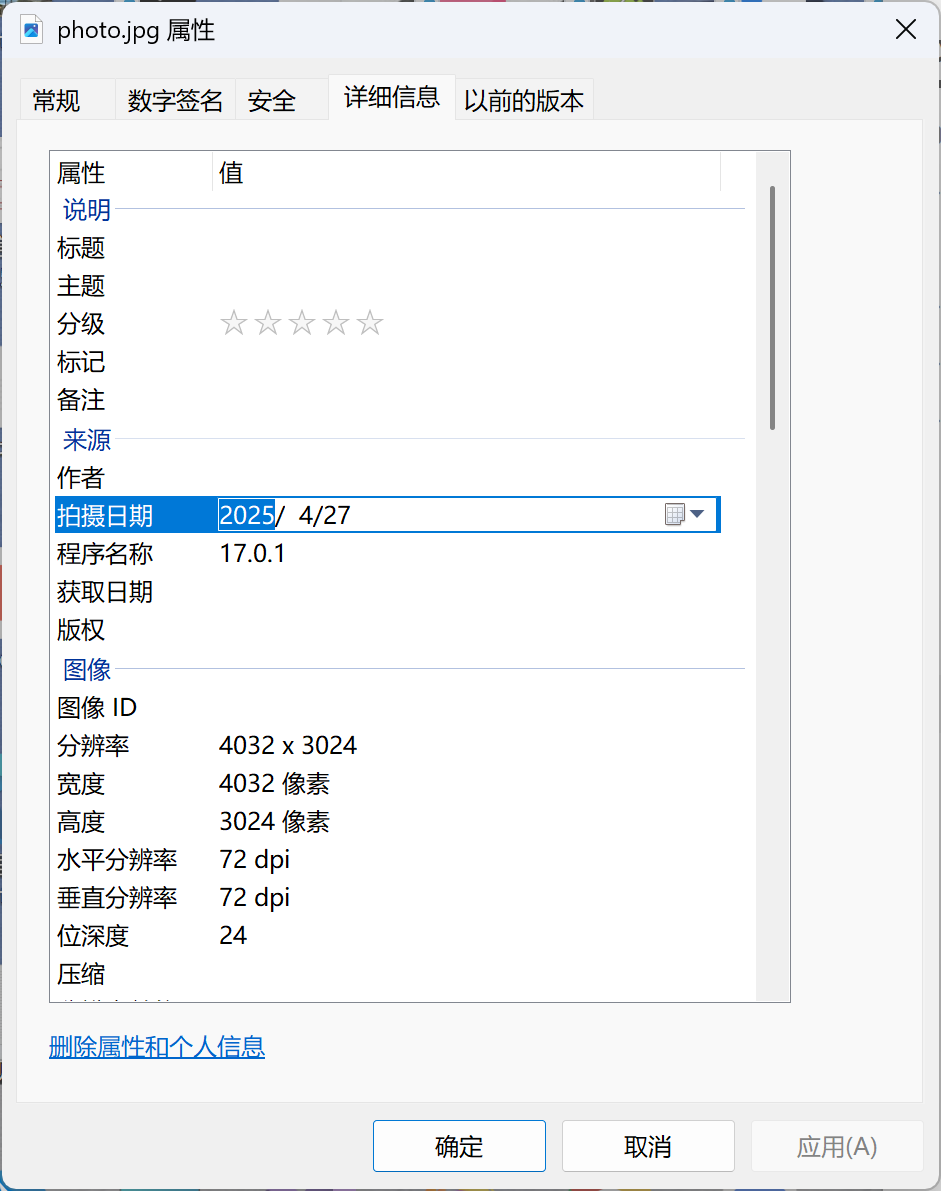 photo.jpg 属性
常规 数字签名 安全 详细信息 以前的版本
属性 值
说明
标题
主题
分级
标记
备注
来源
作者
拍摄日期 2025/ 4/27
程序名称 17.0.1
获取日期
版权
图像
图像 ID
分辨率 4032 x 3024
宽度 4032 像素
高度 3024 像素
水平分辨率 72 dpi
垂直分辨率 72 dpi
位深度 24
压缩
删除属性和个人信息
确定 取消 应用(A)